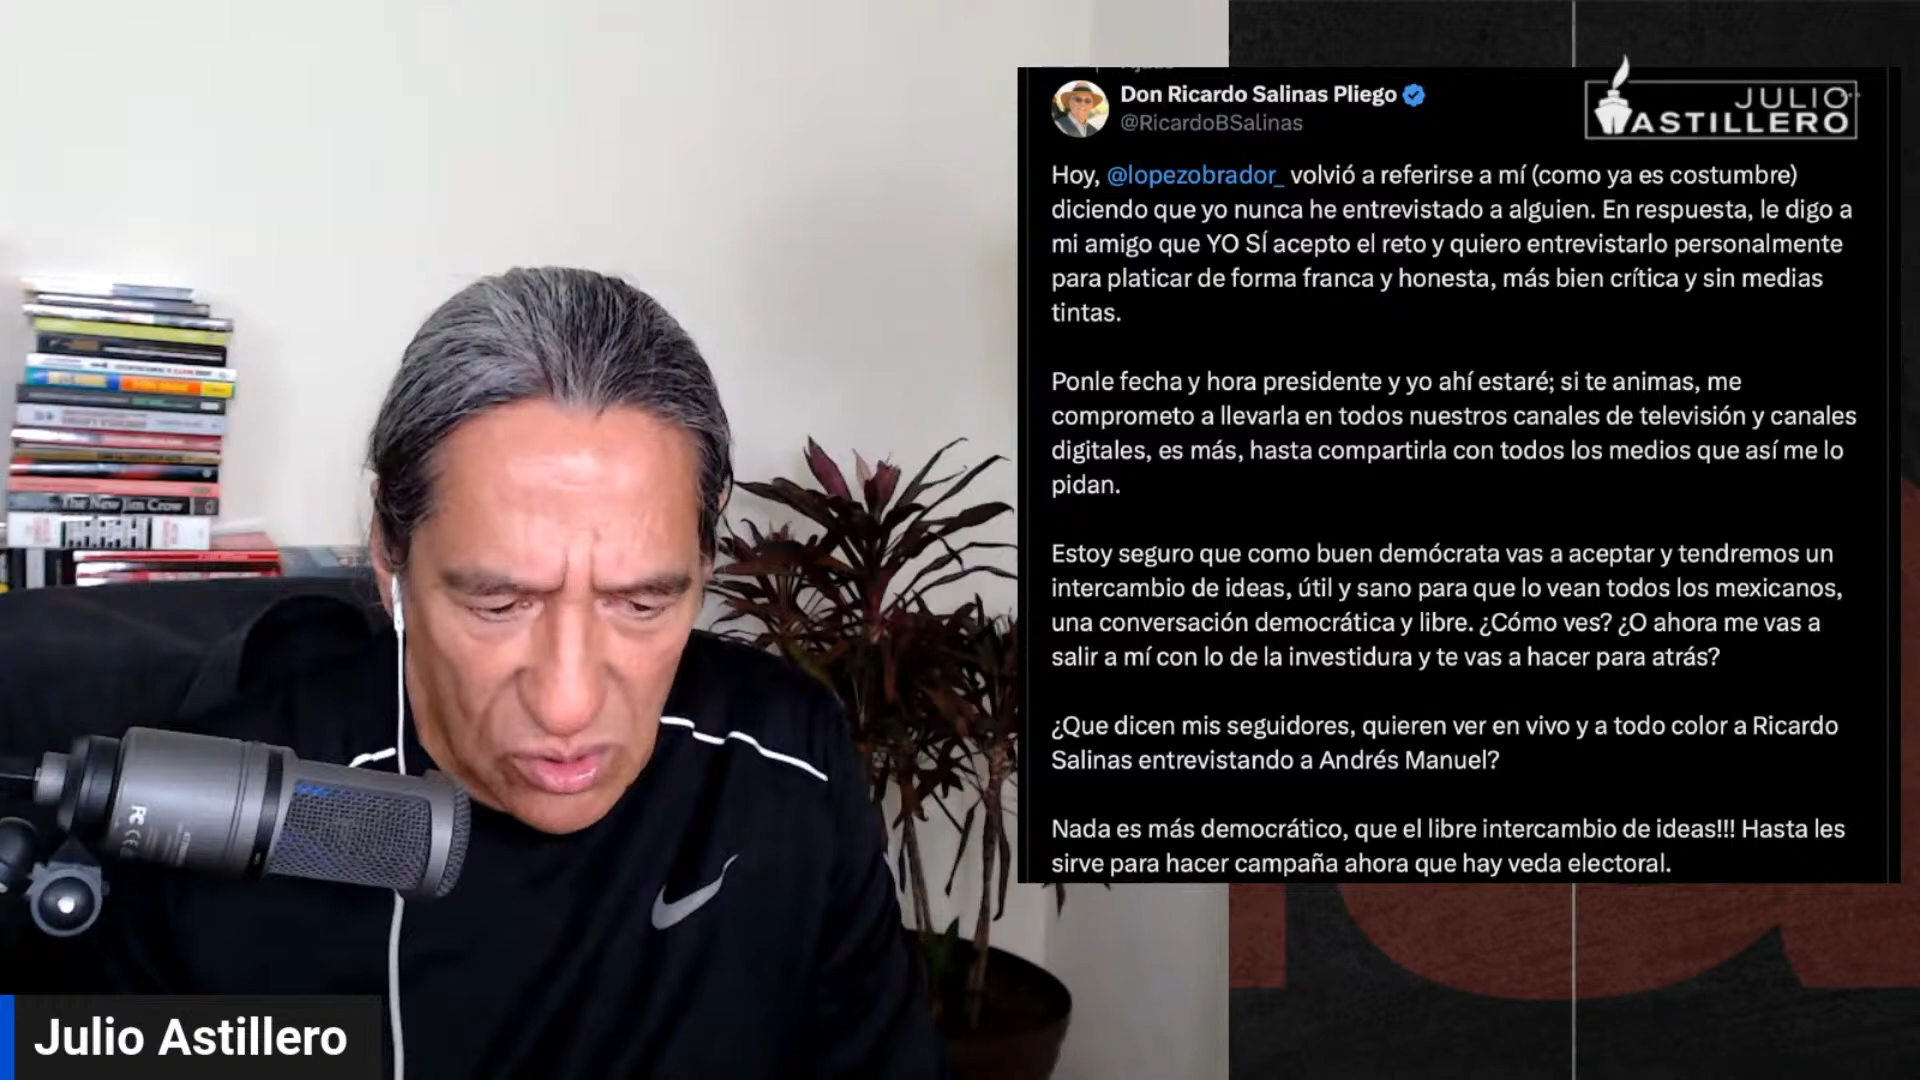 The New Jim Crow
FC
Julio Astillero
JULIO
ASTILLERO
Don Ricardo Salinas Pliego
@RicardoBSalinas
Hoy, @lopezobrador_ volvió a referirse a mí (como ya es costumbre)
diciendo que yo nunca he entrevistado a alguien. En respuesta, le digo a
mi amigo que YO SÍ acepto el reto y quiero entrevistarlo personalmente
para platicar de forma franca y honesta, más bien crítica y sin medias
tintas.
Ponle fecha y hora presidente y yo ahí estaré; si te animas, me
comprometo a llevarla en todos nuestros canales de televisión y canales
digitales, es más, hasta compartirla con todos los medios que así me lo
pidan.
Estoy seguro que como buen demócrata vas a aceptar y tendremos un
intercambio de ideas, útil y sano para que lo vean todos los mexicanos,
una conversación democrática y libre. ¿Cómo ves? ¿O ahora me vas a
salir a mí con lo de la investidura y te vas a hacer para atrás?
¿Que dicen mis seguidores, quieren ver en vivo y a todo color a Ricardo
Salinas entrevistando a Andrés Manuel?
Nada es más democrático, que el libre intercambio de ideas!!! Hasta les
sirve para hacer campaña ahora que hay veda electoral.